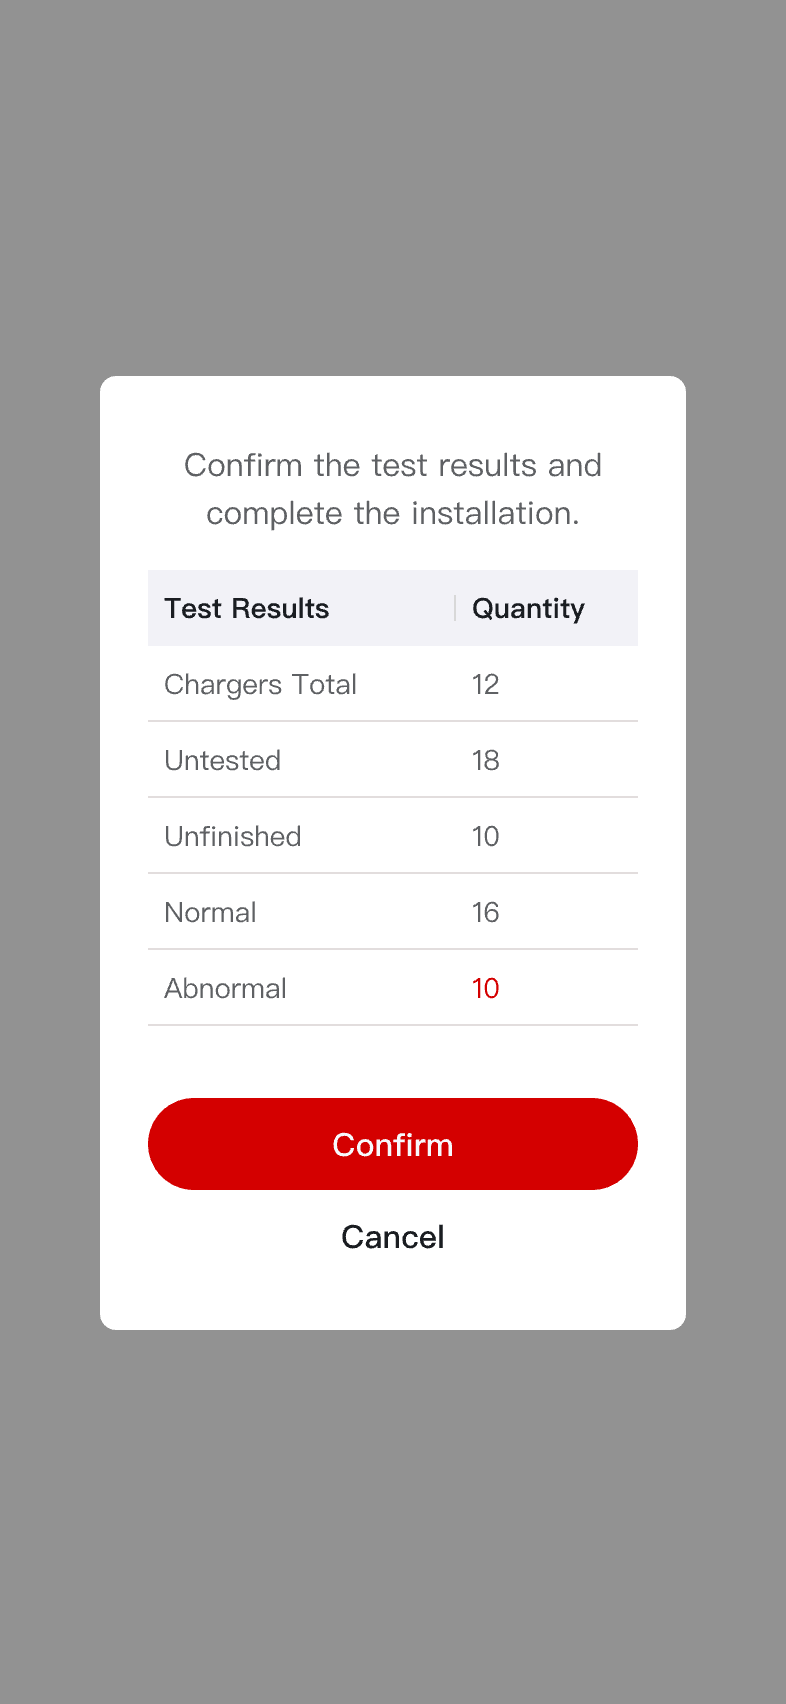 Confirm the test results and
complete the installation.
Test Results Quantity
Chargers Total 12
Untested 18
Unfinished 10
Normal 16
Abnormal 10
Confirm
Cancel